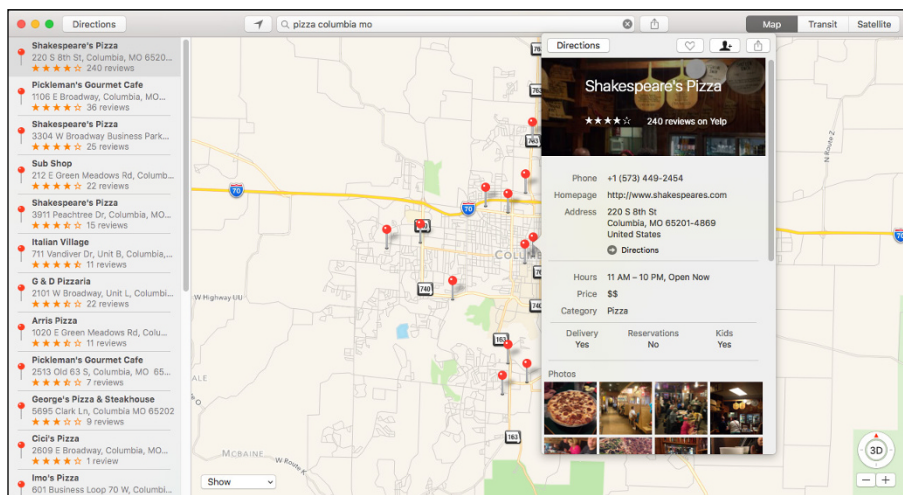 Directions
pizza columbia mo
Map
Transit
Satellite
Shakespeare's Pizza
220 S 8th St, Columbia, MO 6520...
240 reviews
Pickleman's Gourmet Cafe
1106 E Broadway, Columbia, MO...
36 reviews
Shakespeare's Pizza
3304 W Broadway Business Park...
25 reviews
Sub Shop
212 E Green Meadows Rd, Columb...
22 reviews
Shakespeare's Pizza
3911 Peachtree Dr, Columbia, MO...
15 reviews
Italian Village
711 Vandiver Dr, Unit B, Columbia,...
11 reviews
G & D Pizzaria
2101 W Broadway, Unit L, Columbi...
22 reviews
Arris Pizza
1020 E Green Meadows Rd, Colu...
11 reviews
Pickleman's Gourmet Cafe
2513 Old 63 S, Columbia, MO 65...
7 reviews
George's Pizza & Steakhouse
5695 Clark Ln, Columbia MO 65202
9 reviews
Cici's Pizza
2609 E Broadway, Columbia, MO...
1 review
Imo's Pizza
601 Business Loop 70 W, Columbi...
763
70
70
740
163
163
740
W Highway UU
MCBAINE
W Route K
N Route Z
70
Show
3D
Directions
Shakespeare's Pizza
240 reviews on Yelp
Phone +1 (573) 449-2454
Homepage http://www.shakespeares.com
Address 220 S 8th St
Columbia, MO 65201-4869
United States
Directions
Hours 11 AM – 10 PM, Open Now
Price $$
Category Pizza
Delivery Reservations Kids
Yes No Yes
Photos